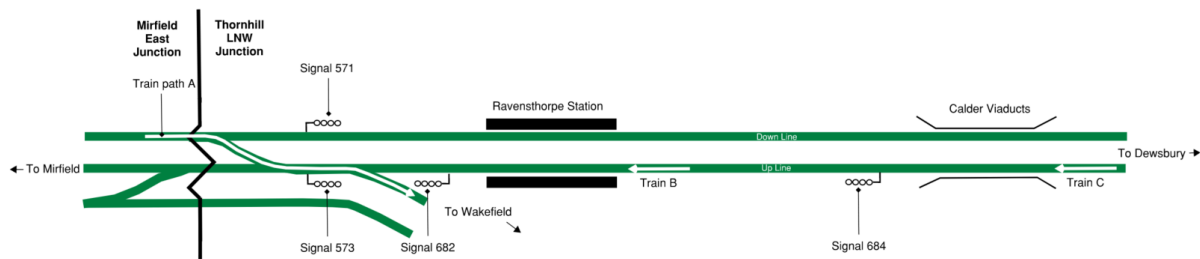 Mirfield
East
Junction
Thornhill
LNW
Junction
Train path A
Signal 571
Ravensthorpe Station
Calder Viaducts
Down Line
To Dewsbury
To Mirfield
Up Line
Train B
Train C
To Wakefield
Signal 573
Signal 682
Signal 684